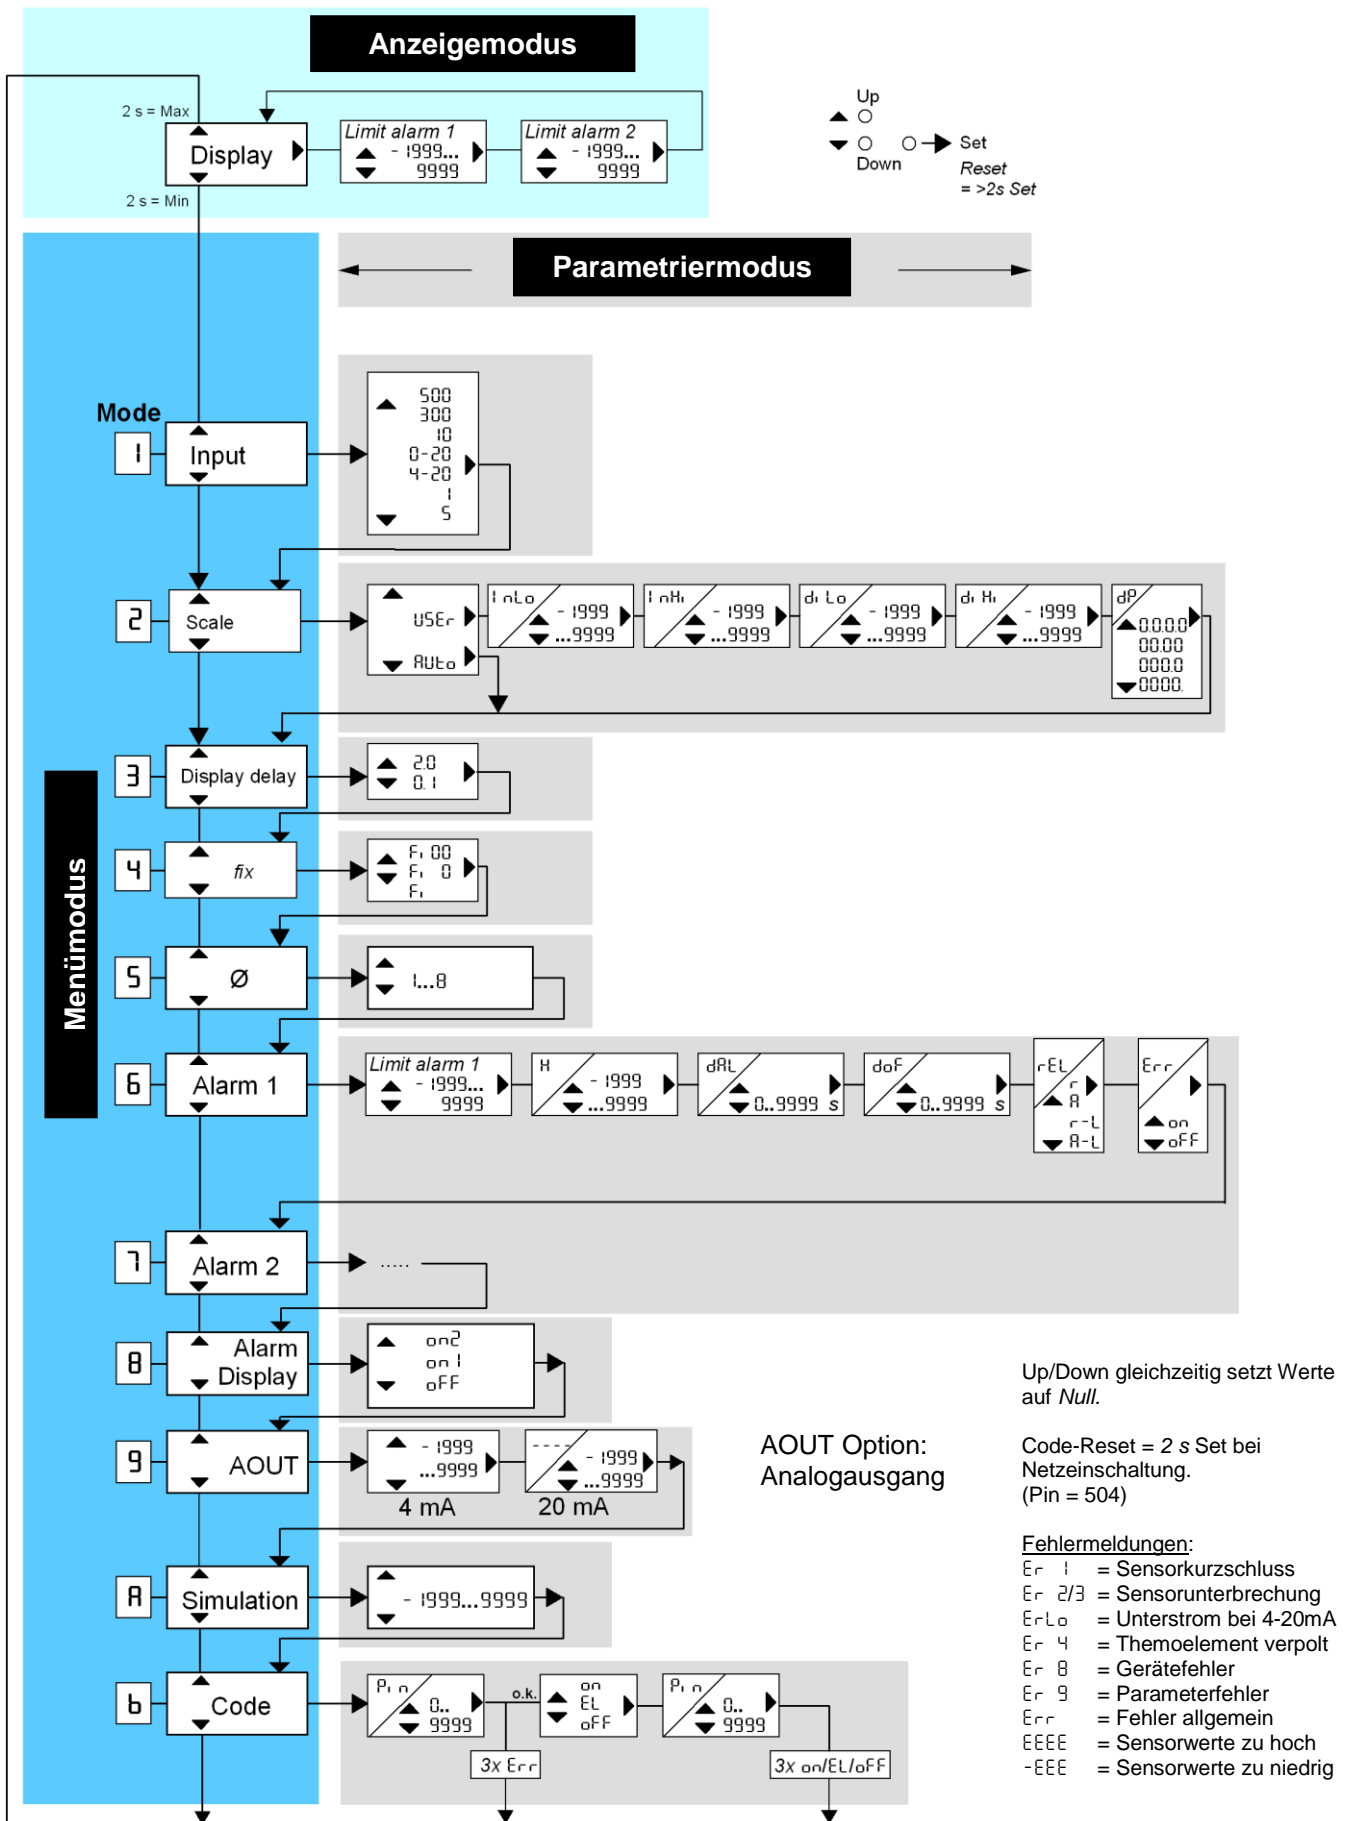 Anzeigemodus
2 s = Max
Display
2 s = Min
Limit alarm 1
- 1999...
9999
Limit alarm 2
- 1999...
9999
Up
Down
Set
Reset
= >2s Set
Parametriermodus
Menümodus
Mode
1
Input
500
300
10
0-20
4-20
1
5
2
Scale
USEr
AUto
InLo
- 1999
...9999
InHi
- 1999
...9999
di Lo
- 1999
...9999
di Hi
- 1999
...9999
dP
0.0.0.0
00.00
000.0
0000.
3
Display delay
2.0
0.1
4
fix
Fi 00
Fi 0
Fi
5
Ø
1...8
6
Alarm 1
Limit alarm 1
- 1999...
9999
H
- 1999
...9999
dAL
0..9999 s
doF
0..9999 s
rEL
r
A
r-L
A-L
Err
on
oFF
7
Alarm 2
.....
8
Alarm
Display
on2
on1
oFF
9
AOUT
- 1999
...9999
4 mA
----
- 1999
...9999
20 mA
AOUT Option:
Analogausgang
A
Simulation
- 1999...9999
b
Code
Pin
0..
9999
o.k.
on
EL
oFF
Pin
0..
9999
3x Err
3x on/EL/oFF
Up/Down gleichzeitig setzt Werte
auf Null.
Code-Reset = 2 s Set bei
Netzeinschaltung.
(Pin = 504)
Fehlermeldungen:
Er 1 = Sensorkurzschluss
Er 2/3 = Sensorunterbrechung
ErLo = Unterstrom bei 4-20mA
Er 4 = Themoelement verpolt
Er 8 = Gerätefehler
Er 9 = Parameterfehler
Err = Fehler allgemein
EEEE = Sensorwerte zu hoch
-EEE = Sensorwerte zu niedrig